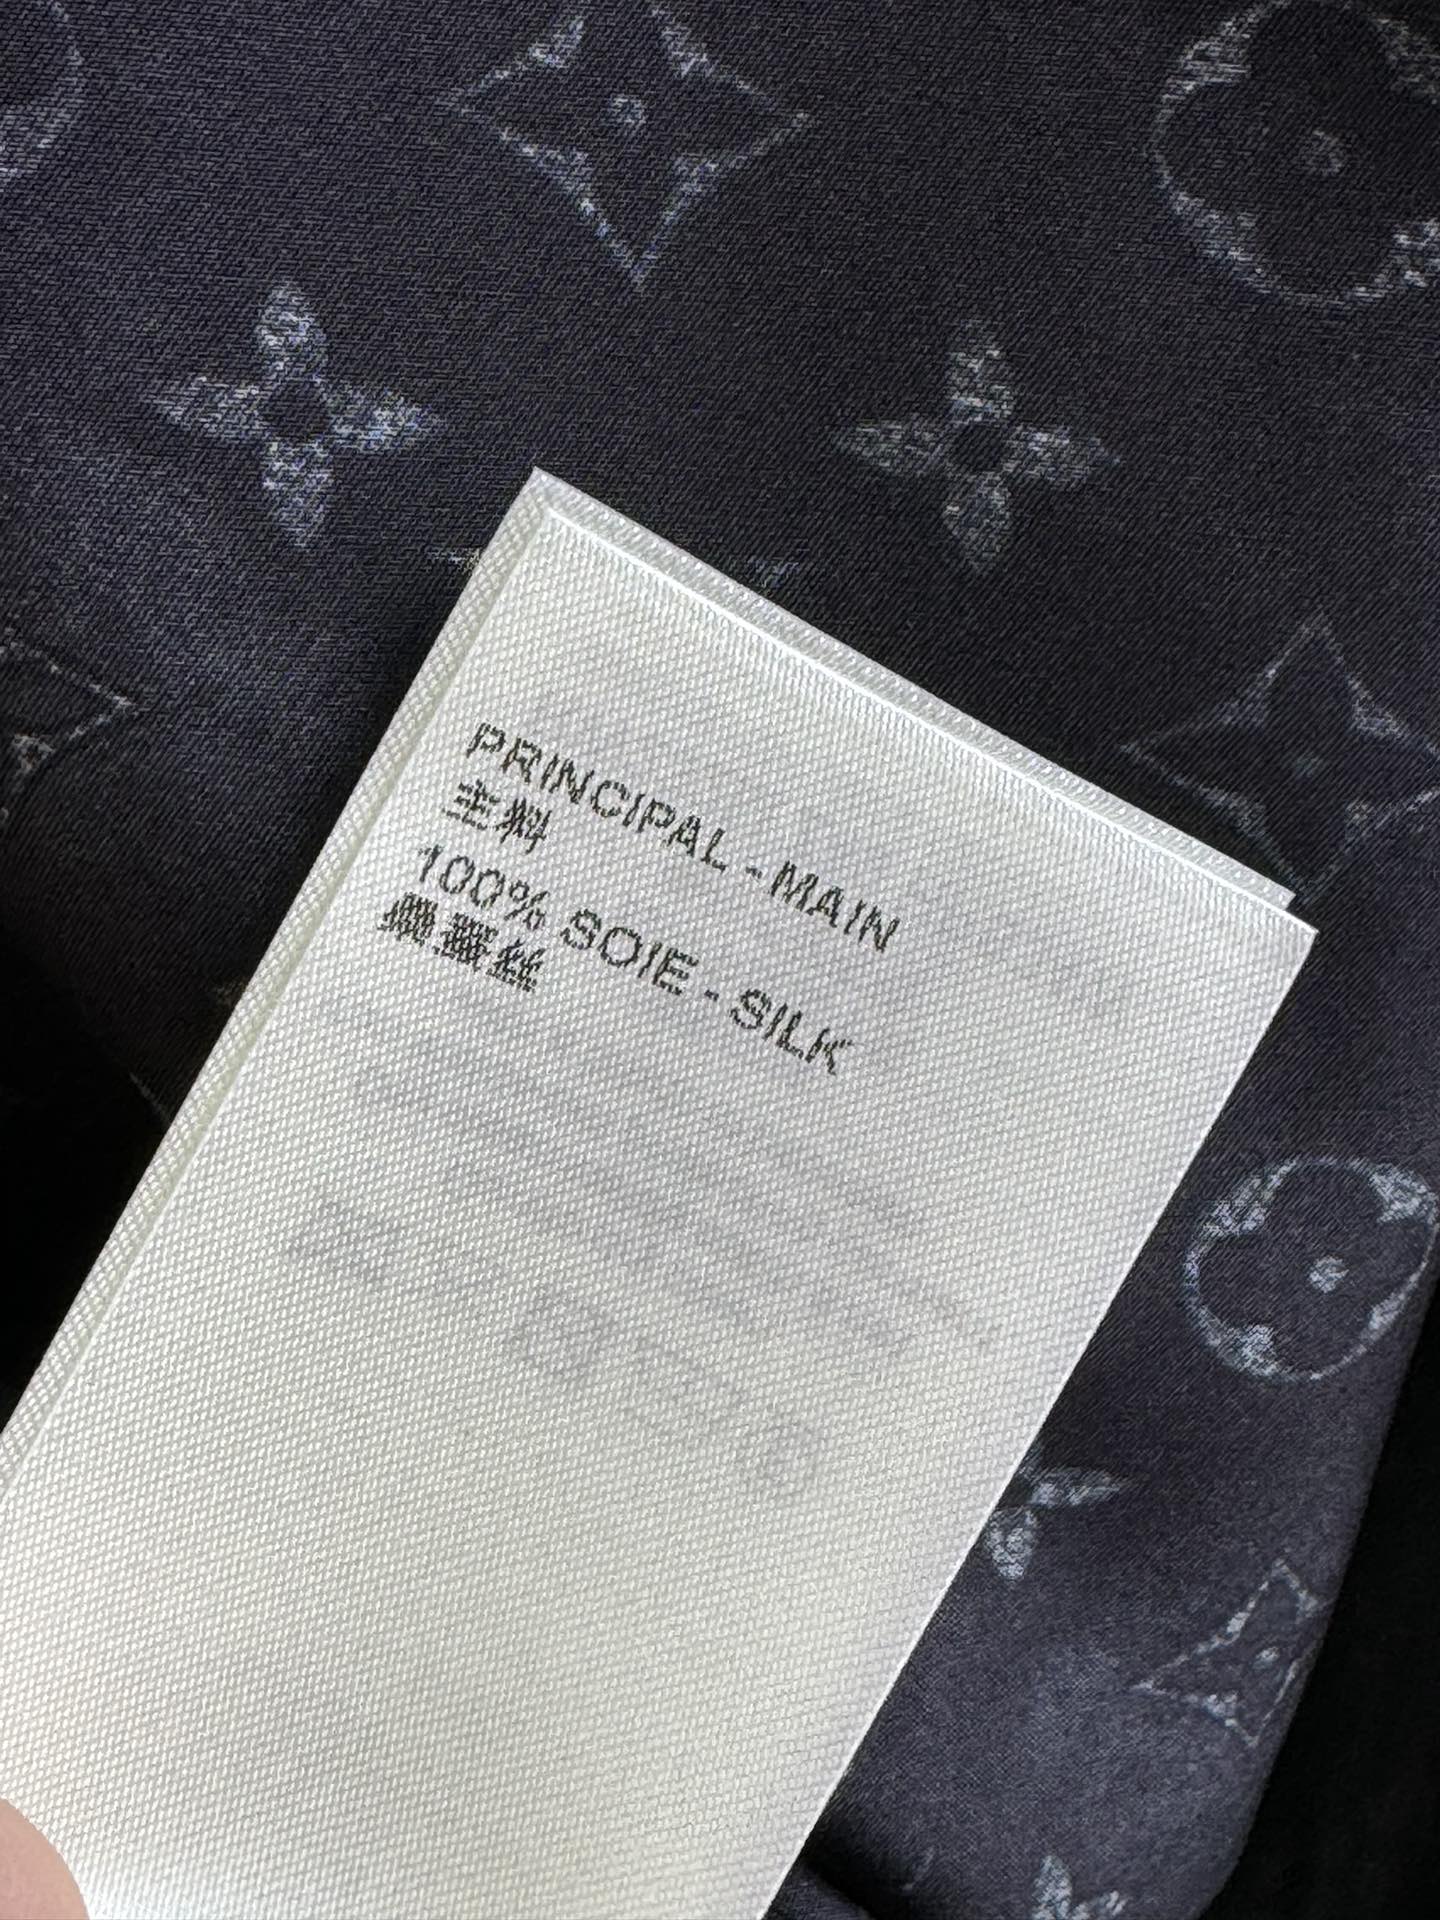 PRINCIPAL - MAIN
主料
100% SOIE - SILK
桑蚕丝